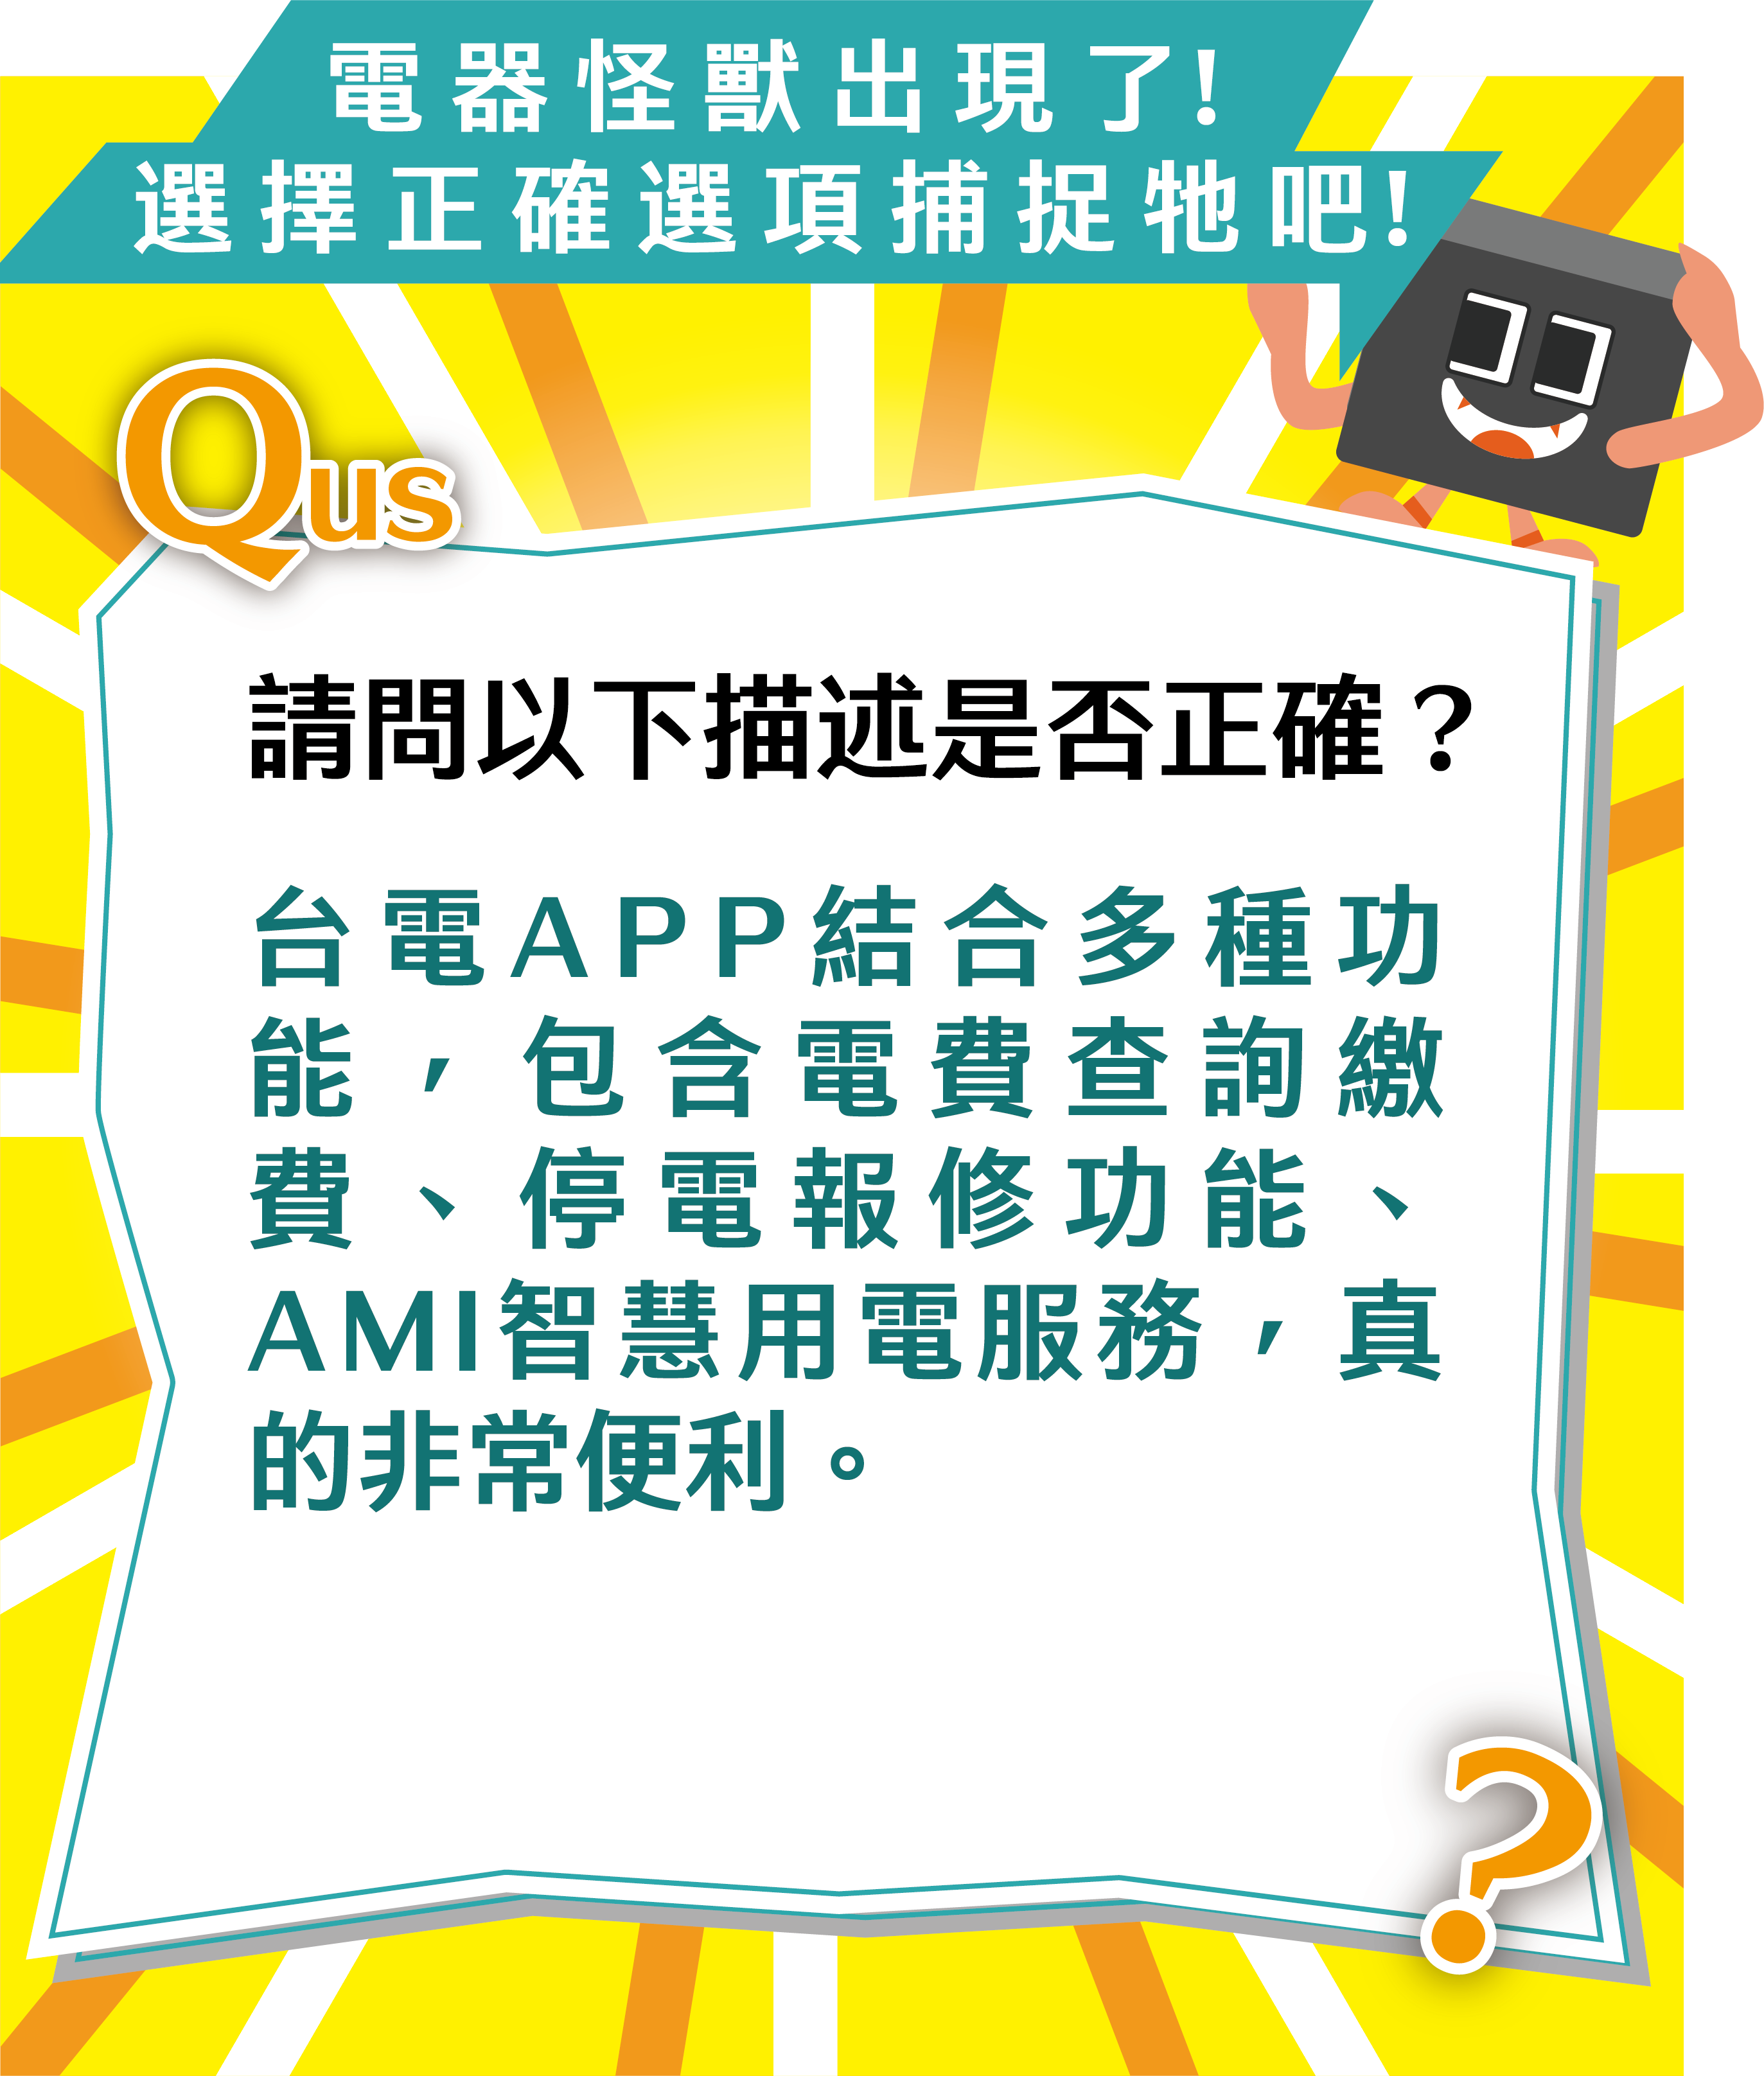 電器怪獸出現了!
選擇正確選項捕捉牠吧!
Qus
請問以下描述是否正確？
台電APP結合多種功
能，包含電費查詢繳
費、停電報修功能、
AMI智慧用電服務，真
的非常便利。
?